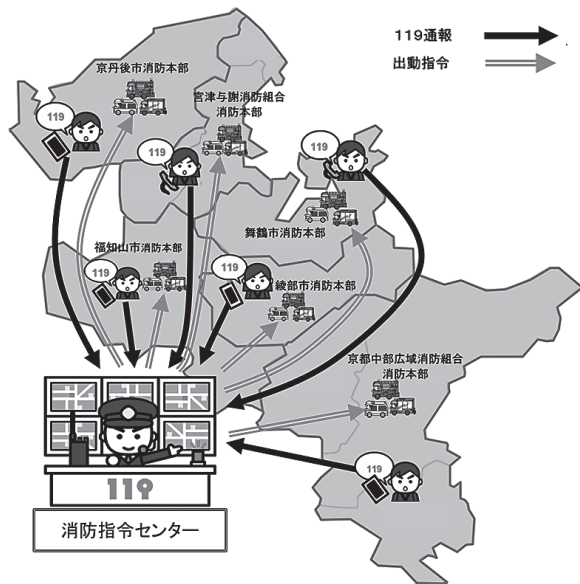 119通報
出動指令
京丹後市消防本部
宮津与謝消防組合
消防本部
119
119
119
舞鶴市消防本部
福知山市消防本部
119
119
綾部市消防本部
京都中部広域消防組合
消防本部
119
119
消防指令センター